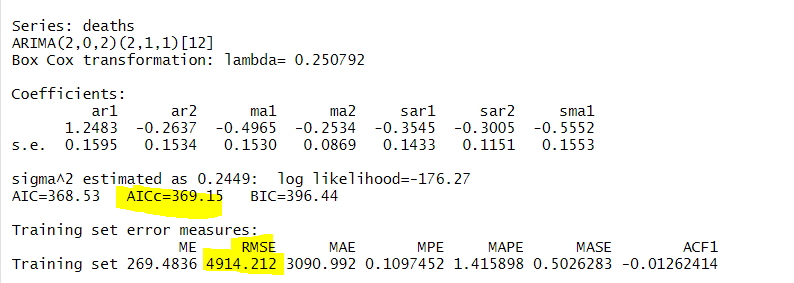 Series: deaths
ARIMA(2,0,2)(2,1,1)[12]
Box Cox transformation: lambda= 0.250792
Coefficients:
ar1 ar2 ma1 ma2 sar1 sar2 sma1
1.2483 -0.2637 -0.4965 -0.2534 -0.3545 -0.3005 -0.5552
s.e. 0.1595 0.1534 0.1530 0.0869 0.1433 0.1151 0.1553
sigma^2 estimated as 0.2449: log likelihood=-176.27
AIC=368.53 AICc=369.15 BIC=396.44
Training set error measures:
ME RMSE MAE MPE MAPE MASE ACF1
Training set 269.4836 4914.212 3090.992 0.1097452 1.415898 0.5026283 -0.01262414